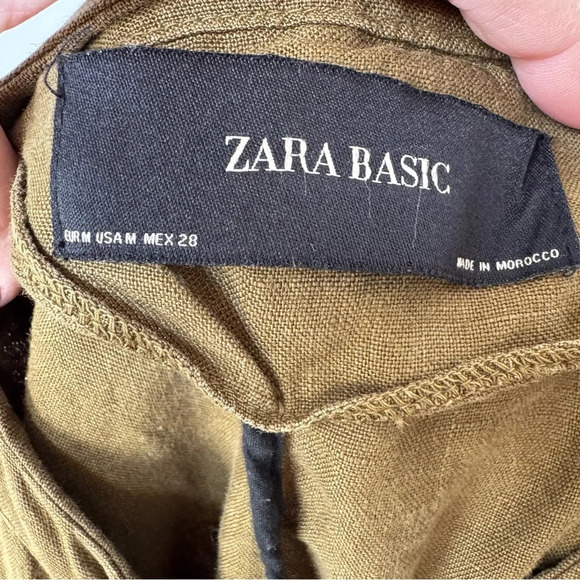 ZARA BASIC
EUR M USA M MEX 28
MADE IN MOROCCO